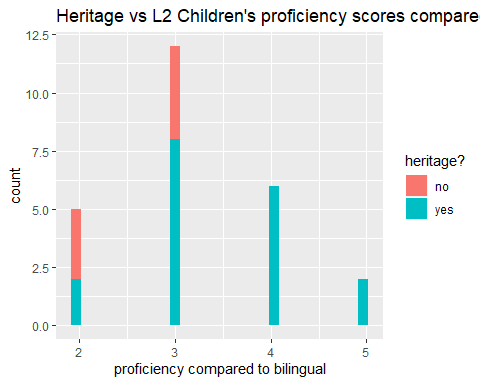 Heritage vs L2 Children's proficiency scores compare
12.5
10.0
7.5
5.0
2.5
0.0
count
2 3 4 5
proficiency compared to bilingual
heritage?
no
yes